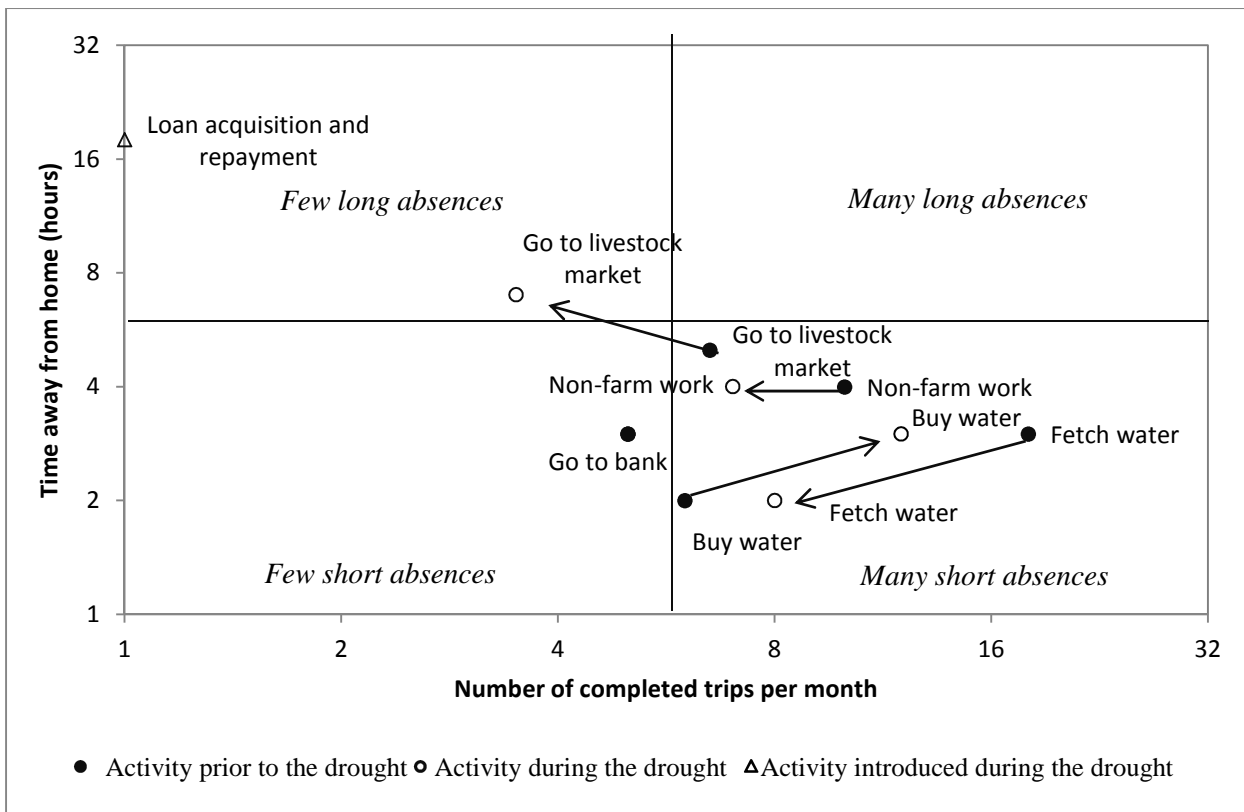 32
16
8
4
2
1
Time away from home (hours)
Loan acquisition and
repayment
Few long absences
Many long absences
Go to livestock
market
Go to livestock
market
Non-farm work
Non-farm work
Buy water
Fetch water
Go to bank
Fetch water
Buy water
Few short absences
Many short absences
1 2 4 8 16 32
Number of completed trips per month
Activity prior to the drought Activity during the drought Activity introduced during the drought